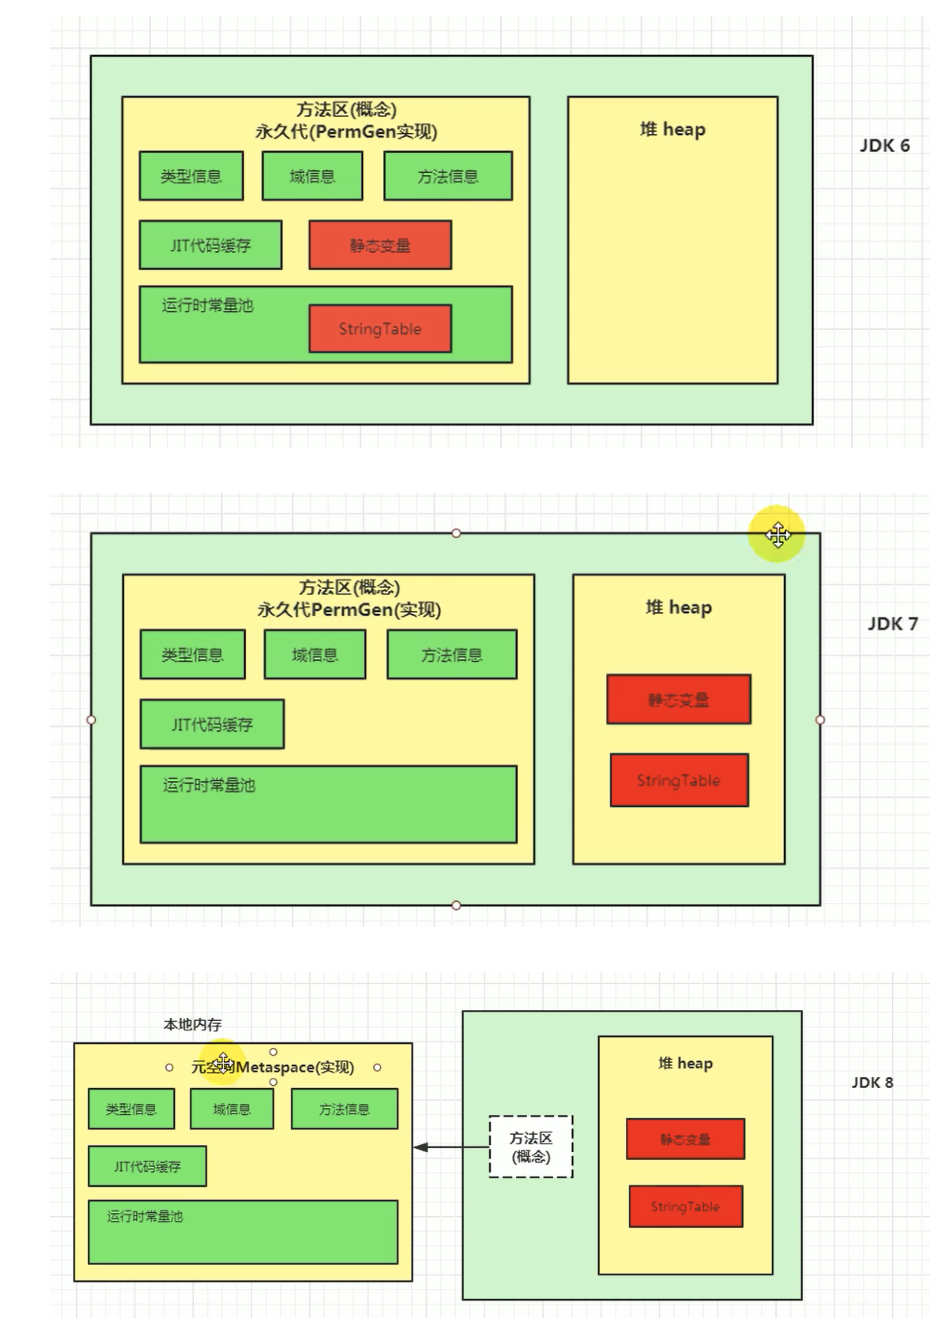 方法区(概念)
永久代(PermGen实现)
堆 heap
JDK 6
类型信息
域信息
方法信息
JIT代码缓存
静态变量
运行时常量池
StringTable
方法区(概念)
永久代PermGen(实现)
堆 heap
JDK 7
类型信息
域信息
方法信息
静态变量
JIT代码缓存
StringTable
运行时常量池
本地内存
元空间Metaspace(实现)
类型信息
域信息
方法信息
JIT代码缓存
运行时常量池
方法区
(概念)
堆 heap
静态变量
StringTable
JDK 8